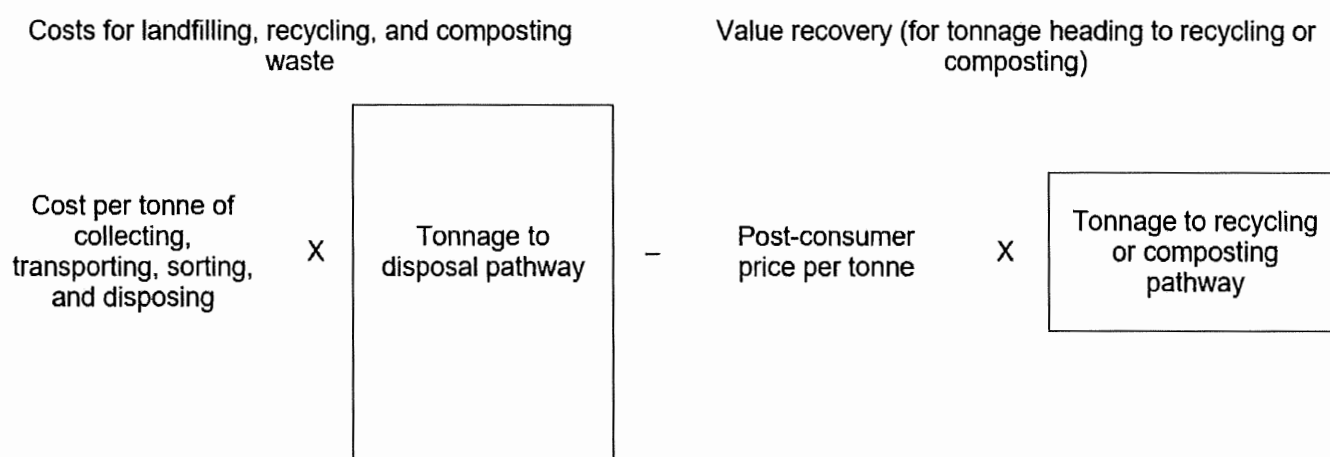 Costs for landfilling, recycling, and composting
waste
Value recovery (for tonnage heading to recycling or
composting)
Cost per tonne of
collecting,
transporting, sorting,
and disposing
X
Tonnage to
disposal pathway
–
Post-consumer
price per tonne
X
Tonnage to recycling
or composting
pathway